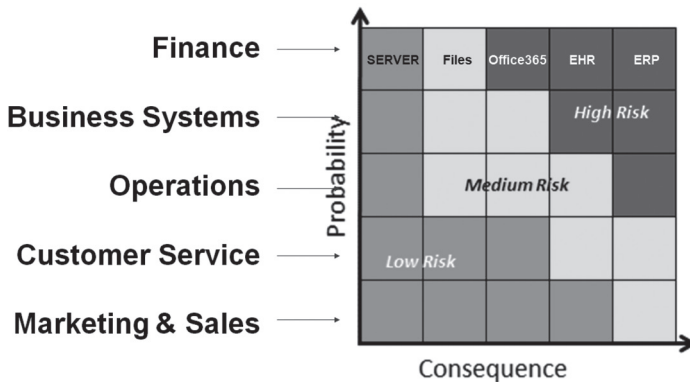 Finance
Business Systems
Operations
Customer Service
Marketing & Sales
Probability
SERVER Files Office365 EHR ERP
High Risk
Medium Risk
Low Risk
Consequence